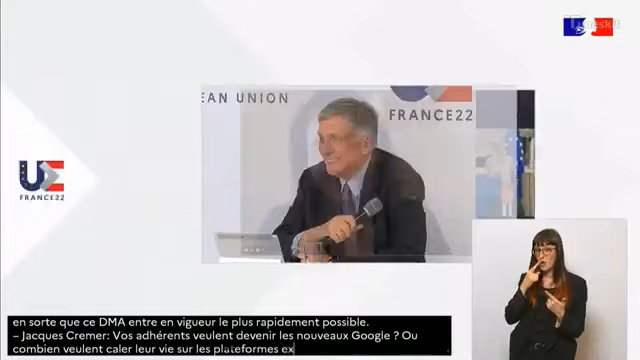 EAN UNION
FRANCE22
UE
FRANCE22
en sorte que ce DMA entre en vigueur le plus rapidement possible.
– Jacques Cremer: Vos adhérents veulent devenir les nouveaux Google ? Ou
combien veulent caler leur vie sur les plateformes ex